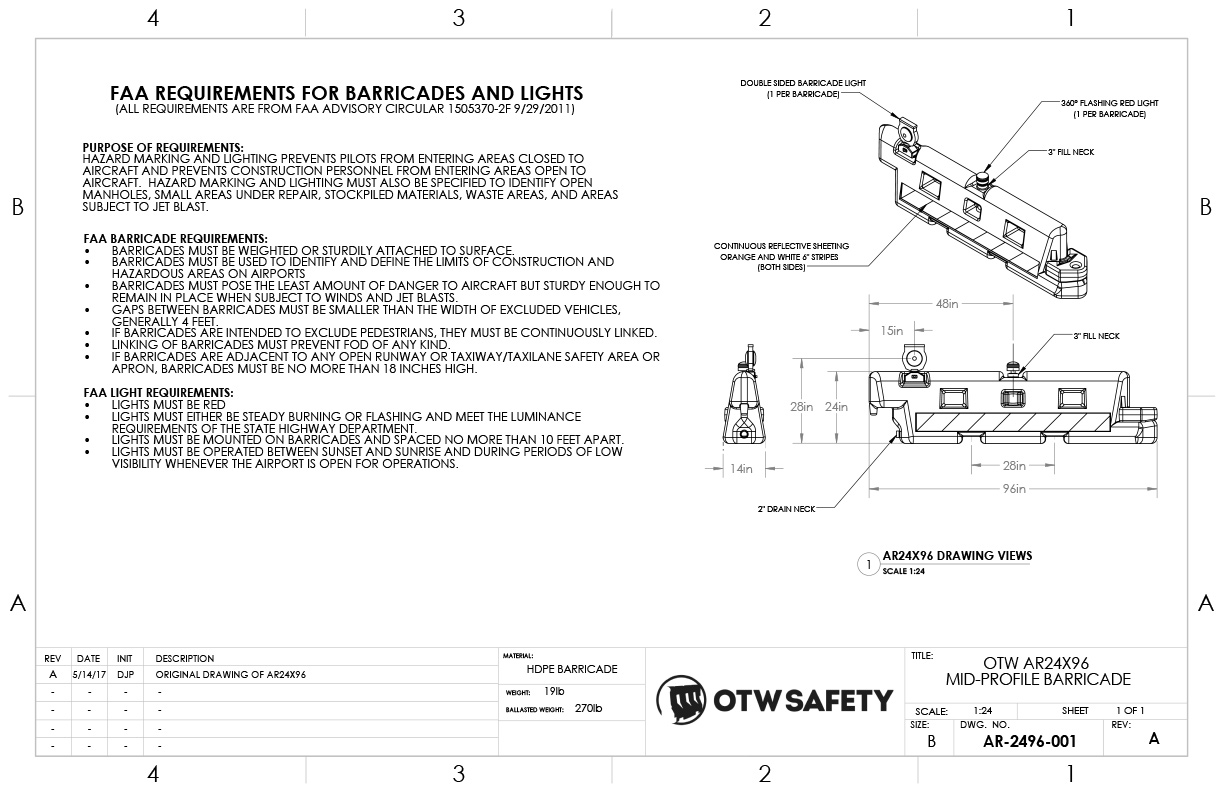 4 3 2 1
FAA REQUIREMENTS FOR BARRICADES AND LIGHTS
(ALL REQUIREMENTS ARE FROM FAA ADVISORY CIRCULAR 1505370-2F 9/29/2011)
PURPOSE OF REQUIREMENTS:
HAZARD MARKING AND LIGHTING PREVENTS PILOTS FROM ENTERING AREAS CLOSED TO
AIRCRAFT AND PREVENTS CONSTRUCTION PERSONNEL FROM ENTERING AREAS OPEN TO
AIRCRAFT. HAZARD MARKING AND LIGHTING MUST ALSO BE SPECIFIED TO IDENTIFY OPEN
MANHOLES, SMALL AREAS UNDER REPAIR, STOCKPILED MATERIALS, WASTE AREAS, AND AREAS
SUBJECT TO JET BLAST.
FAA BARRICADE REQUIREMENTS:
• BARRICADES MUST BE WEIGHTED OR STURDILY ATTACHED TO SURFACE.
• BARRICADES MUST BE USED TO IDENTIFY AND DEFINE THE LIMITS OF CONSTRUCTION AND
HAZARDOUS AREAS ON AIRPORTS
• BARRICADES MUST POSE THE LEAST AMOUNT OF DANGER TO AIRCRAFT BUT STURDY ENOUGH TO
REMAIN IN PLACE WHEN SUBJECT TO WINDS AND JET BLASTS.
• GAPS BETWEEN BARRICADES MUST BE SMALLER THAN THE WIDTH OF EXCLUDED VEHICLES,
GENERALLY 4 FEET.
• IF BARRICADES ARE INTENDED TO EXCLUDE PEDESTRIANS, THEY MUST BE CONTINUOUSLY LINKED.
• LINKING OF BARRICADES MUST PREVENT FOD OF ANY KIND.
• IF BARRICADES ARE ADJACENT TO ANY OPEN RUNWAY OR TAXIWAY/TAXILANE SAFETY AREA OR
APRON, BARRICADES MUST BE NO MORE THAN 18 INCHES HIGH.
FAA LIGHT REQUIREMENTS:
• LIGHTS MUST BE RED
• LIGHTS MUST EITHER BE STEADY BURNING OR FLASHING AND MEET THE LUMINANCE
REQUIREMENTS OF THE STATE HIGHWAY DEPARTMENT.
• LIGHTS MUST BE MOUNTED ON BARRICADES AND SPACED NO MORE THAN 10 FEET APART.
• LIGHTS MUST BE OPERATED BETWEEN SUNSET AND SUNRISE AND DURING PERIODS OF LOW
VISIBILITY WHENEVER THE AIRPORT IS OPEN FOR OPERATIONS.
DOUBLE SIDED BARRICADE LIGHT
(1 PER BARRICADE)
360° FLASHING RED LIGHT
(1 PER BARRICADE)
3" FILL NECK
CONTINUOUS REFLECTIVE SHEETING
ORANGE AND WHITE 6" STRIPES
(BOTH SIDES)
48in
15in
3" FILL NECK
28in 24in
14in
28in
96in
2" DRAIN NECK
1 AR24X96 DRAWING VIEWS
SCALE 1:24
B B
A A
REV DATE INIT DESCRIPTION
A 5/14/17 DJP ORIGINAL DRAWING OF AR24X96
- - - -
- - - -
- - - -
- - - -
MATERIAL:
HDPE BARRICADE
WEIGHT: 19lb
BALLASTED WEIGHT: 270lb
OTW SAFETY
TITLE:
OTW AR24X96
MID-PROFILE BARRICADE
SCALE: 1:24 SHEET 1 OF 1
SIZE: DWG. NO. REV:
B AR-2496-001 A
4 3 2 1